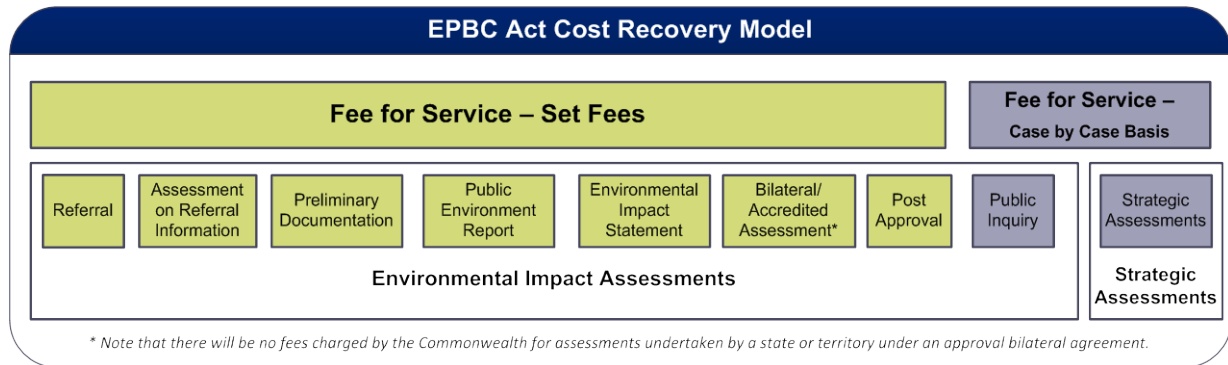 EPBC Act Cost Recovery Model
Fee for Service – Set Fees
Fee for Service –
Case by Case Basis
Referral
Assessment
on Referral
Information
Preliminary
Documentation
Public
Environment
Report
Environmental
Impact
Statement
Bilateral/
Accredited
Assessment*
Post
Approval
Public
Inquiry
Strategic
Assessments
Environmental Impact Assessments
Strategic
Assessments
* Note that there will be no fees charged by the Commonwealth for assessments undertaken by a state or territory under an approval bilateral agreement.